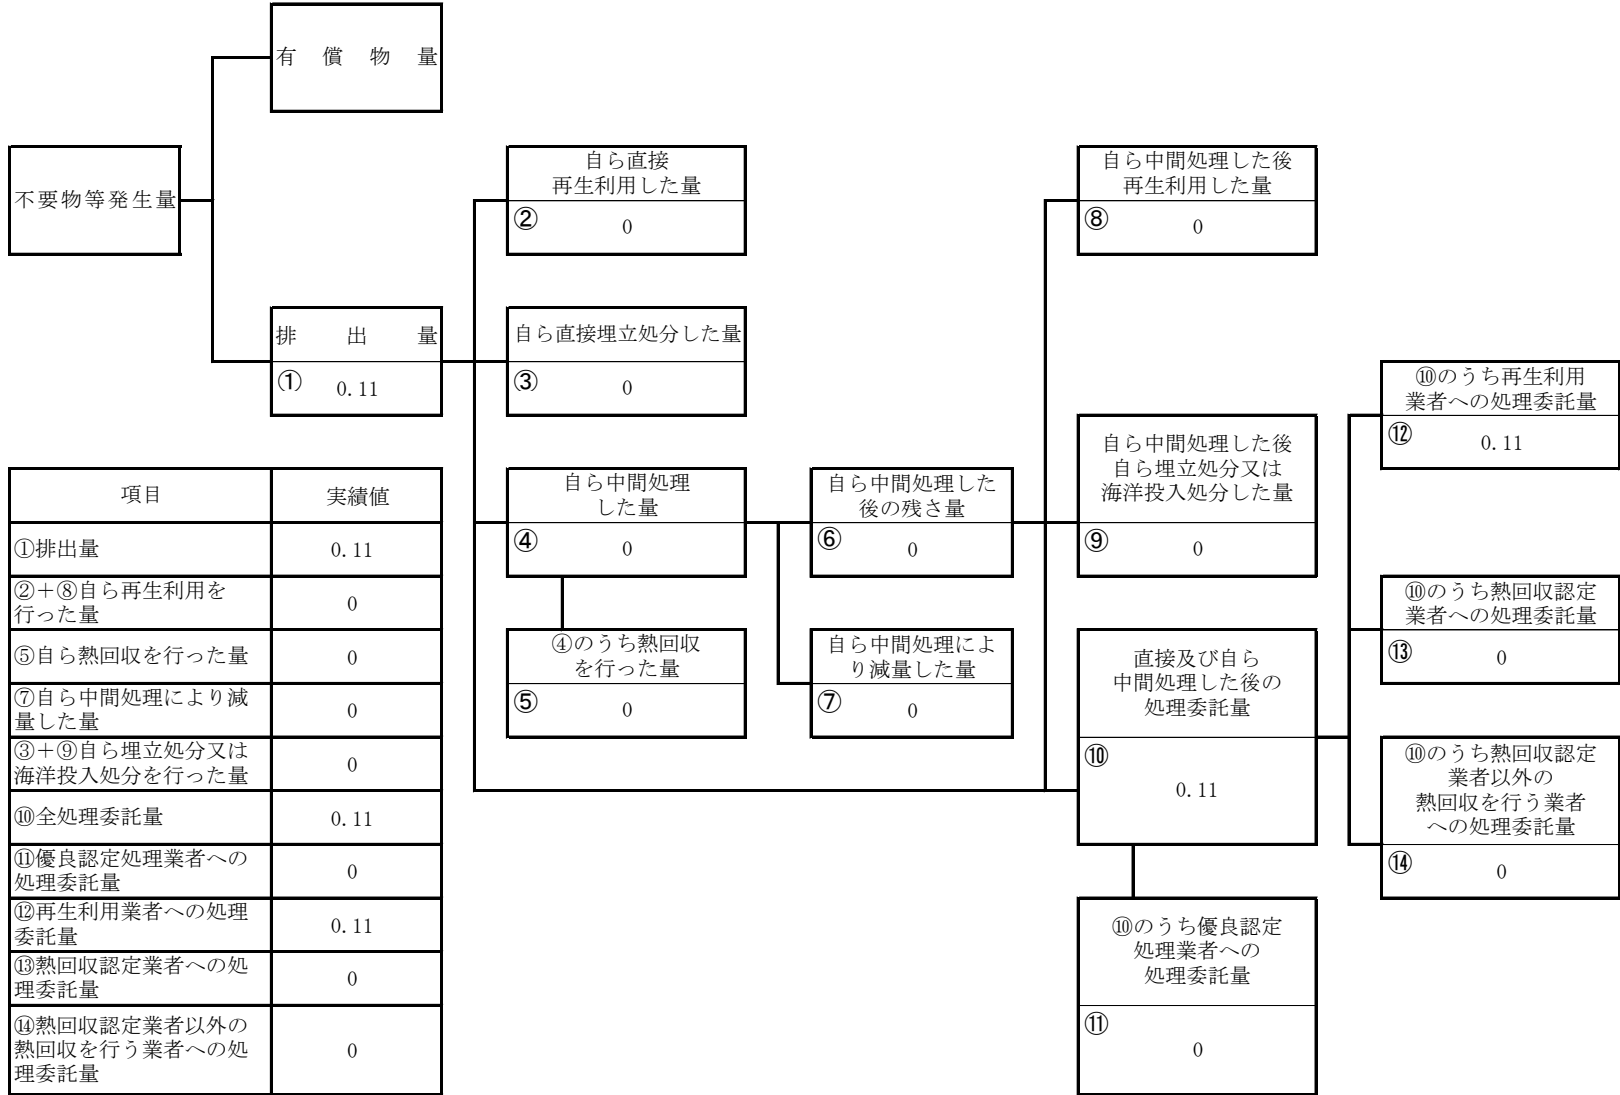 有償物量
不要物等発生量
排出量
① 0.11
自ら直接
再生利用した量
② 0
自ら直接埋立処分した量
③ 0
自ら中間処理
した量
④ 0
④のうち熱回収
を行った量
⑤ 0
自ら中間処理した
後の残さ量
⑥ 0
自ら中間処理によ
り減量した量
⑦ 0
自ら中間処理した後
再生利用した量
⑧ 0
自ら中間処理した後
自ら埋立処分又は
海洋投入処分した量
⑨ 0
直接及び自ら
中間処理した後の
処理委託量
⑩
0.11
⑩のうち優良認定
処理業者への
処理委託量
⑪
0
⑩のうち再生利用
業者への処理委託量
⑫ 0.11
⑩のうち熱回収認定
業者への処理委託量
⑬ 0
⑩のうち熱回収認定
業者以外の
熱回収を行う業者
への処理委託量
⑭ 0
項目 実績値
①排出量 0.11
②+⑧自ら再生利用を
行った量 0
⑤自ら熱回収を行った量 0
⑦自ら中間処理により減
量した量 0
③+⑨自ら埋立処分又は
海洋投入処分を行った量 0
⑩全処理委託量 0.11
⑪優良認定処理業者への
処理委託量 0
⑫再生利用業者への処理
委託量 0.11
⑬熱回収認定業者への処
理委託量 0
⑭熱回収認定業者以外の
熱回収を行う業者への処
理委託量 0